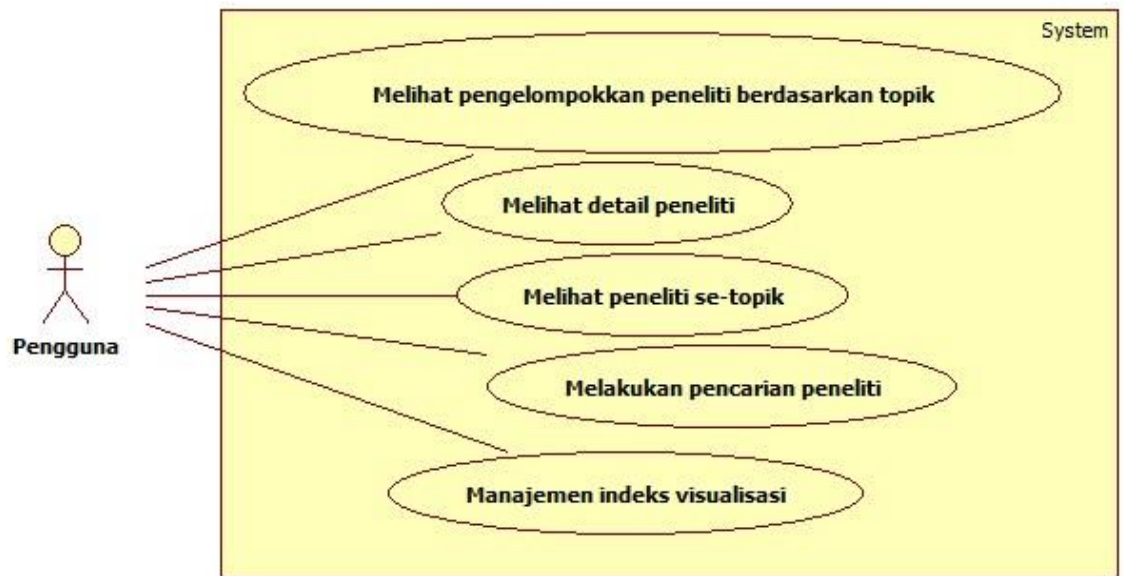 System
Melihat pengelompokkan peneliti berdasarkan topik
Melihat detail peneliti
Melihat peneliti se-topik
Pengguna
Melakukan pencarian peneliti
Manajemen indeks visualisasi